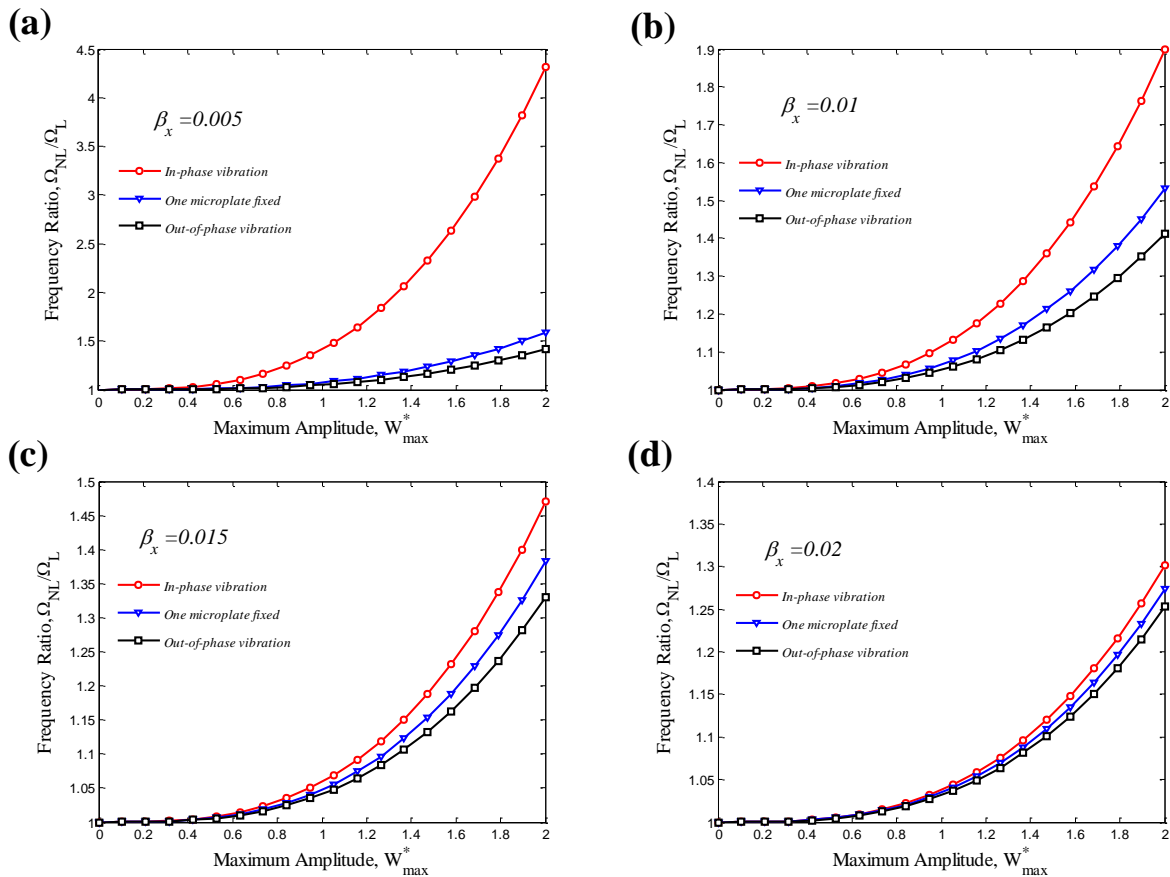 (a)
4.5
4
3.5
3
2.5
2
1.5
1
Frequency Ratio, Ω_NL/Ω_L
β_x =0.005
In-phase vibration
One microplate fixed
Out-of-phase vibration
0 0.2 0.4 0.6 0.8 1 1.2 1.4 1.6 1.8 2
Maximum Amplitude, W*_max
(b)
1.9
1.8
1.7
1.6
1.5
1.4
1.3
1.2
1.1
1
Frequency Ratio, Ω_NL/Ω_L
β_x =0.01
In-phase vibration
One microplate fixed
Out-of-phase vibration
0 0.2 0.4 0.6 0.8 1 1.2 1.4 1.6 1.8 2
Maximum Amplitude, W*_max
(c)
1.5
1.45
1.4
1.35
1.3
1.25
1.2
1.15
1.1
1.05
1
Frequency Ratio, Ω_NL/Ω_L
β_x =0.015
In-phase vibration
One microplate fixed
Out-of-phase vibration
0 0.2 0.4 0.6 0.8 1 1.2 1.4 1.6 1.8 2
Maximum Amplitude, W*_max
(d)
1.4
1.35
1.3
1.25
1.2
1.15
1.1
1.05
1
Frequency Ratio, Ω_NL/Ω_L
β_x =0.02
In-phase vibration
One microplate fixed
Out-of-phase vibration
0 0.2 0.4 0.6 0.8 1 1.2 1.4 1.6 1.8 2
Maximum Amplitude, W*_max